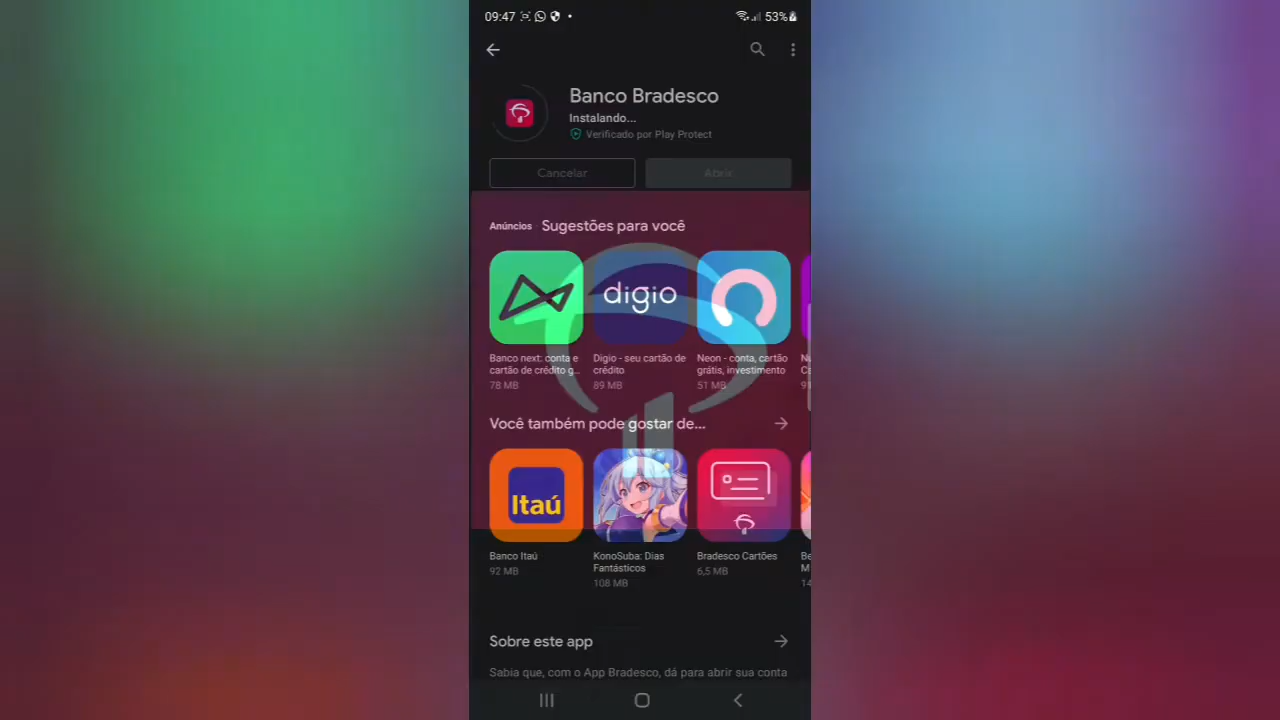 09:47
53%
Banco Bradesco
Instalando...
Verificado por Play Protect
Cancelar
Abrir
Anúncios · Sugestões para você
digio
Banco next: conta e
cartão de crédito g...
78 MB
Digio - seu cartão de
crédito
89 MB
Neon - conta, cartão
grátis, investimento
51 MB
Você também pode gostar de...
Itaú
Banco Itaú
92 MB
KonoSuba: Dias
Fantásticos
108 MB
Bradesco Cartões
6,5 MB
Sobre este app
Sabia que, com o App Bradesco, dá para abrir sua conta